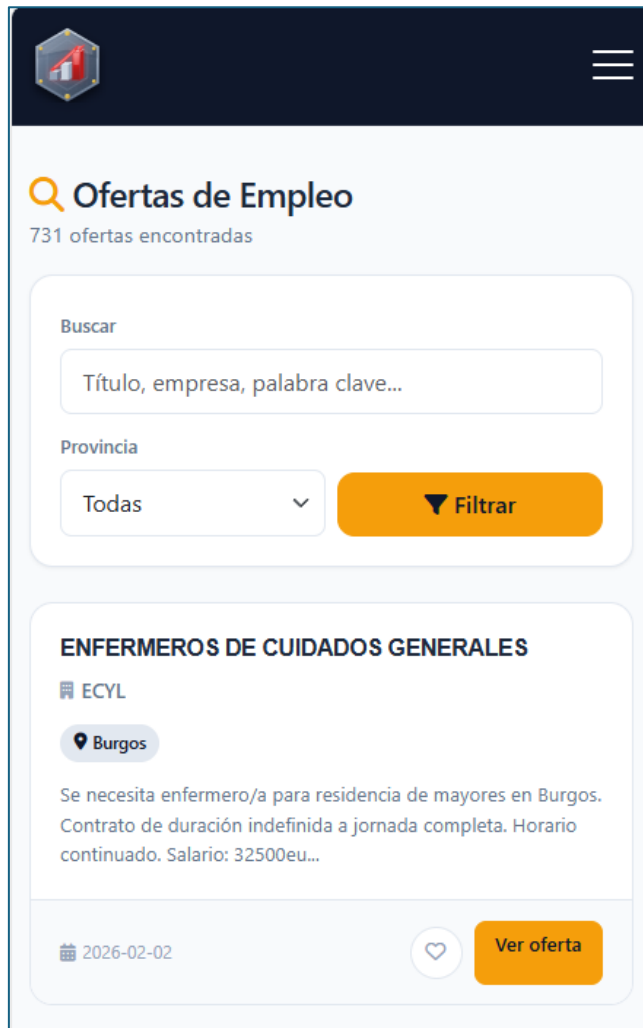 Ofertas de Empleo
731 ofertas encontradas
Buscar
Título, empresa, palabra clave...
Provincia
Todas
Filtrar
ENFERMEROS DE CUIDADOS GENERALES
ECYL
Burgos
Se necesita enfermero/a para residencia de mayores en Burgos.
Contrato de duración indefinida a jornada completa. Horario
continuado. Salario: 32500eu...
2026-02-02
Ver oferta